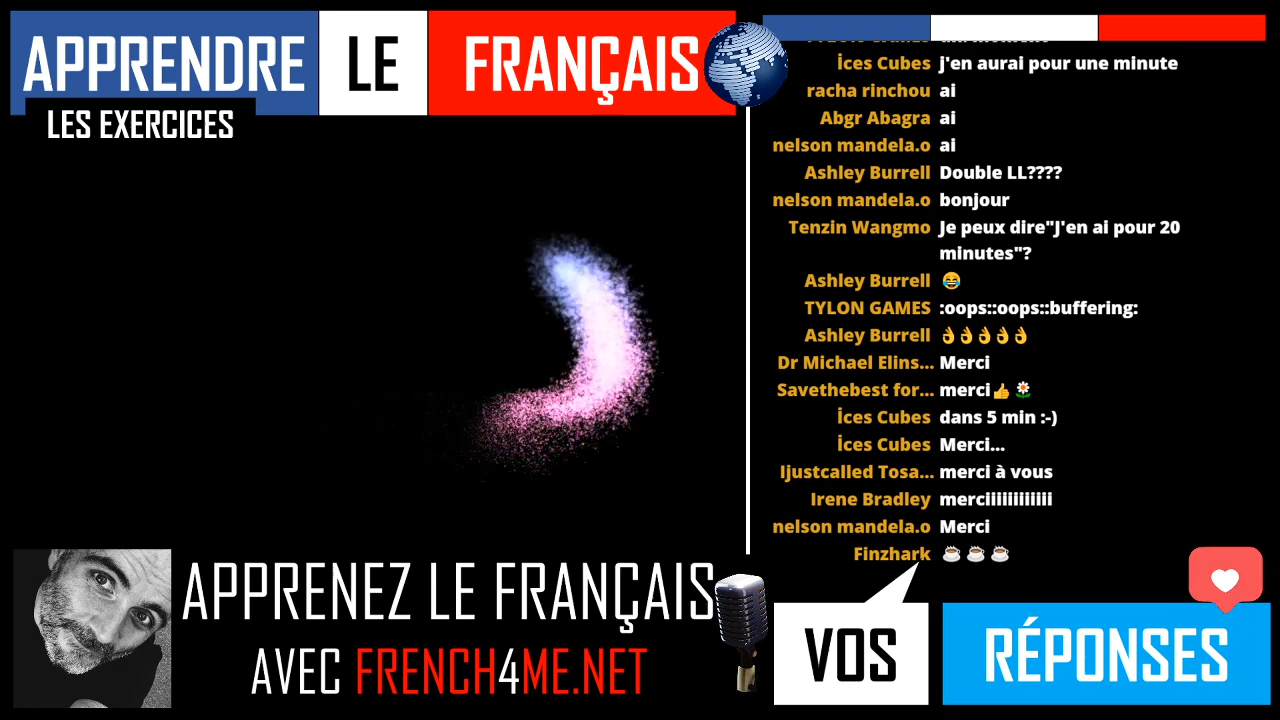 APPRENDRE LE FRANÇAIS
LES EXERCICES
İces Cubes j'en aurai pour une minute
racha rinchou ai
Abgr Abagra ai
nelson mandela.o ai
Ashley Burrell Double LL????
nelson mandela.o bonjour
Tenzin Wangmo Je peux dire"J'en ai pour 20
minutes"?
Ashley Burrell 😂
TYLON GAMES :oops::oops::buffering:
Ashley Burrell 👌👌👌👌👌
Dr Michael Elins... Merci
Savethebest for... merci👍🌼
İces Cubes dans 5 min :-)
İces Cubes Merci...
Ijustcalled Tosa... merci à vous
Irene Bradley merciiiiiiiiiiii
nelson mandela.o Merci
Finzhark ☕☕☕
APPRENEZ LE FRANÇAIS
AVEC FRENCH4ME.NET
VOS RÉPONSES